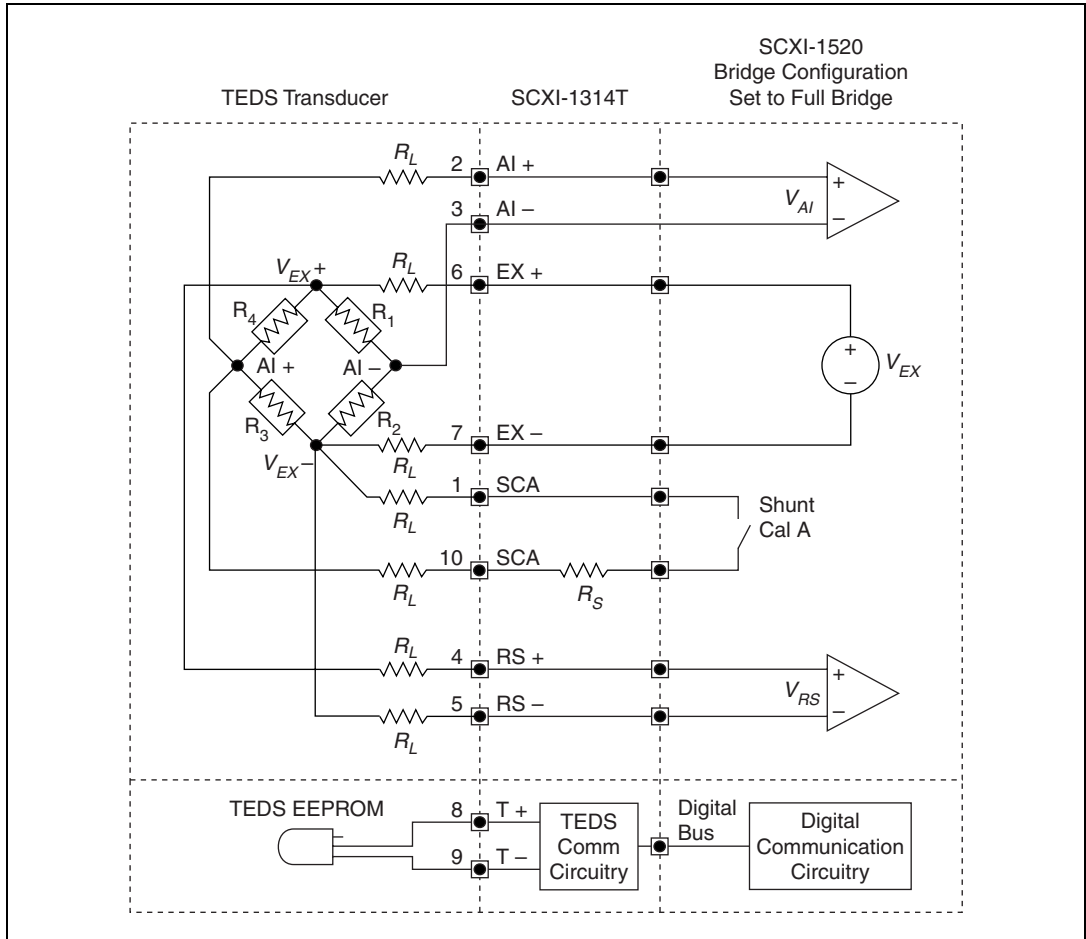 SCXI-1520
Bridge Configuration
Set to Full Bridge
TEDS Transducer
SCXI-1314T
R_L
2
AI +
3
AI –
V_AI
+
–
V_EX +
R_L
6
EX +
R_4
R_1
AI +
AI –
R_3
R_2
V_EX –
+
–
V_EX
7
EX –
R_L
1
SCA
R_L
Shunt
Cal A
10
SCA
R_L
R_S
R_L
4
RS +
5
RS –
R_L
V_RS
+
–
TEDS EEPROM
8
T +
9
T –
TEDS
Comm
Circuitry
Digital
Bus
Digital
Communication
Circuitry